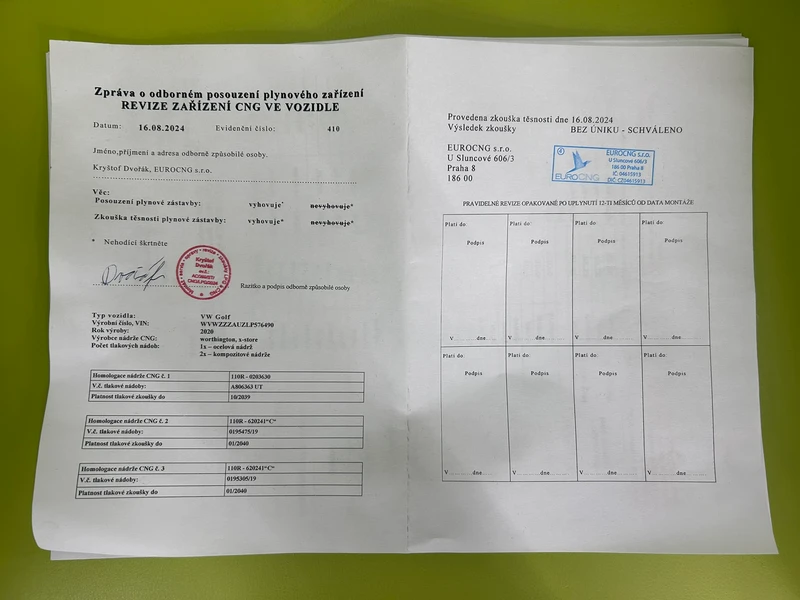 Zpráva o odborném posouzení plynového zařízení
REVIZE ZAŘÍZENÍ CNG VE VOZIDLE
Datum: 16.08.2024 Evidenční číslo: 410
Jméno,příjmení a adresa odborně způsobilé osoby.
Kryštof Dvořák, EUROCNG s.r.o.
Věc:
Posouzení plynové zástavby: vyhovuje* nevyhovuje*
Zkouška těsnosti plynové zástavby: vyhovuje* nevyhovuje*
* Nehodící škrtněte
Kryštof
Dvořák
Razítko a podpis odborně způsobilé osoby
Typ vozidla: VW Golf
Výrobní číslo, VIN: WVWZZZAUZLP576490
Rok výroby: 2020
Výrobce nádrže CNG: worthington, x-store
Počet tlakových nádob: 1x – ocelová nádrž
2x – kompozitové nádrže
Homologace nádrže CNG č. 1 110R - 0203630
V.č. tlakové nádoby: A806363 UT
Platnost tlakové zkoušky do 10/2039
Homologace nádrže CNG č. 2 110R - 620241"C"
V.č. tlakové nádoby: 0195475/19
Platnost tlakové zkoušky do 01/2040
Homologace nádrže CNG č. 3 110R - 620241"C"
V.č. tlakové nádoby: 0195305/19
Platnost tlakové zkoušky do 01/2040
Provedena zkouška těsnosti dne 16.08.2024
Výsledek zkoušky BEZ ÚNIKU - SCHVÁLENO
EUROCNG s.r.o.
U Sluncové 606/3
Praha 8
186 00
EUROCNG
EUROCNG s.r.o.
U Sluncové 606/3
186 00 Praha 8
IČ: 04615913
DIČ: CZ04615913
PRAVIDELNÉ REVIZE OPAKOVANÉ PO UPLYNUTÍ 12-TI MĚSÍCŮ OD DATA MONTÁŽE
Platí do: Platí do: Platí do: Platí do:
Podpis Podpis Podpis Podpis
V dne V dne V dne V dne
Platí do: Platí do: Platí do: Platí do:
Podpis Podpis Podpis Podpis
V dne V dne V dne V dne